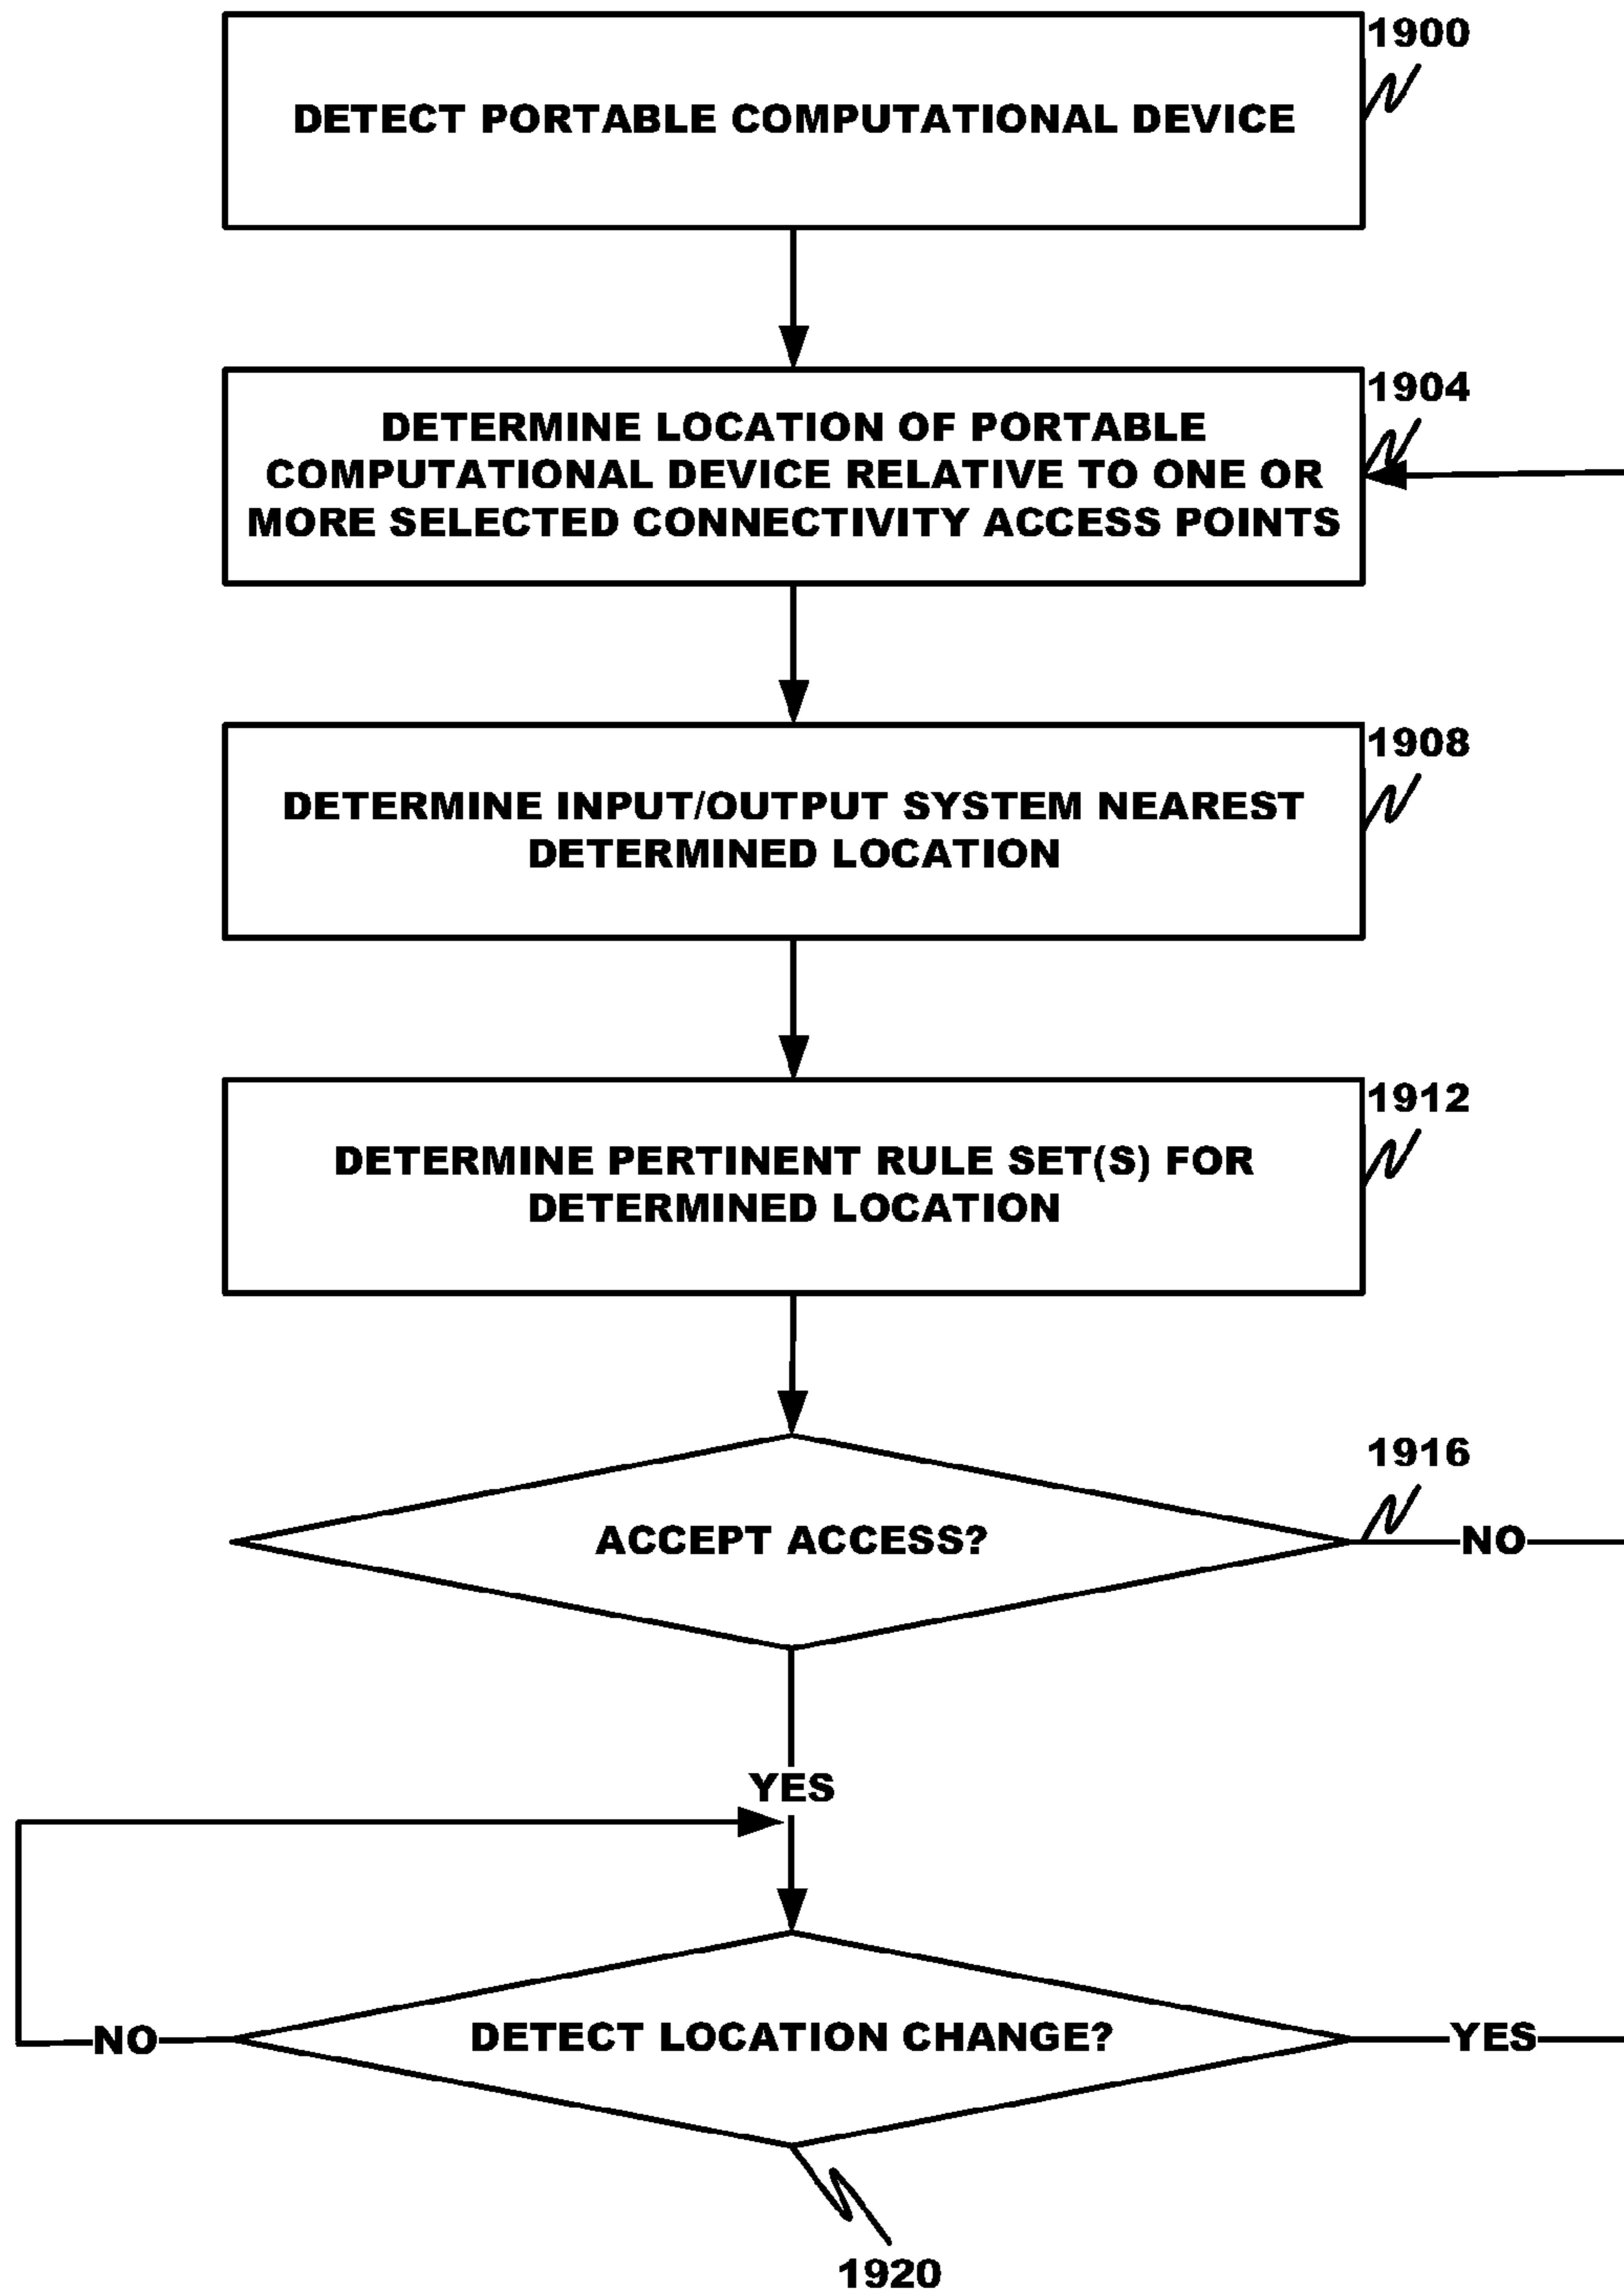 1900
DETECT PORTABLE COMPUTATIONAL DEVICE
1904
DETERMINE LOCATION OF PORTABLE
COMPUTATIONAL DEVICE RELATIVE TO ONE OR
MORE SELECTED CONNECTIVITY ACCESS POINTS
1908
DETERMINE INPUT/OUTPUT SYSTEM NEAREST
DETERMINED LOCATION
1912
DETERMINE PERTINENT RULE SET(S) FOR
DETERMINED LOCATION
1916
ACCEPT ACCESS?
NO
YES
NO
DETECT LOCATION CHANGE?
YES
1920